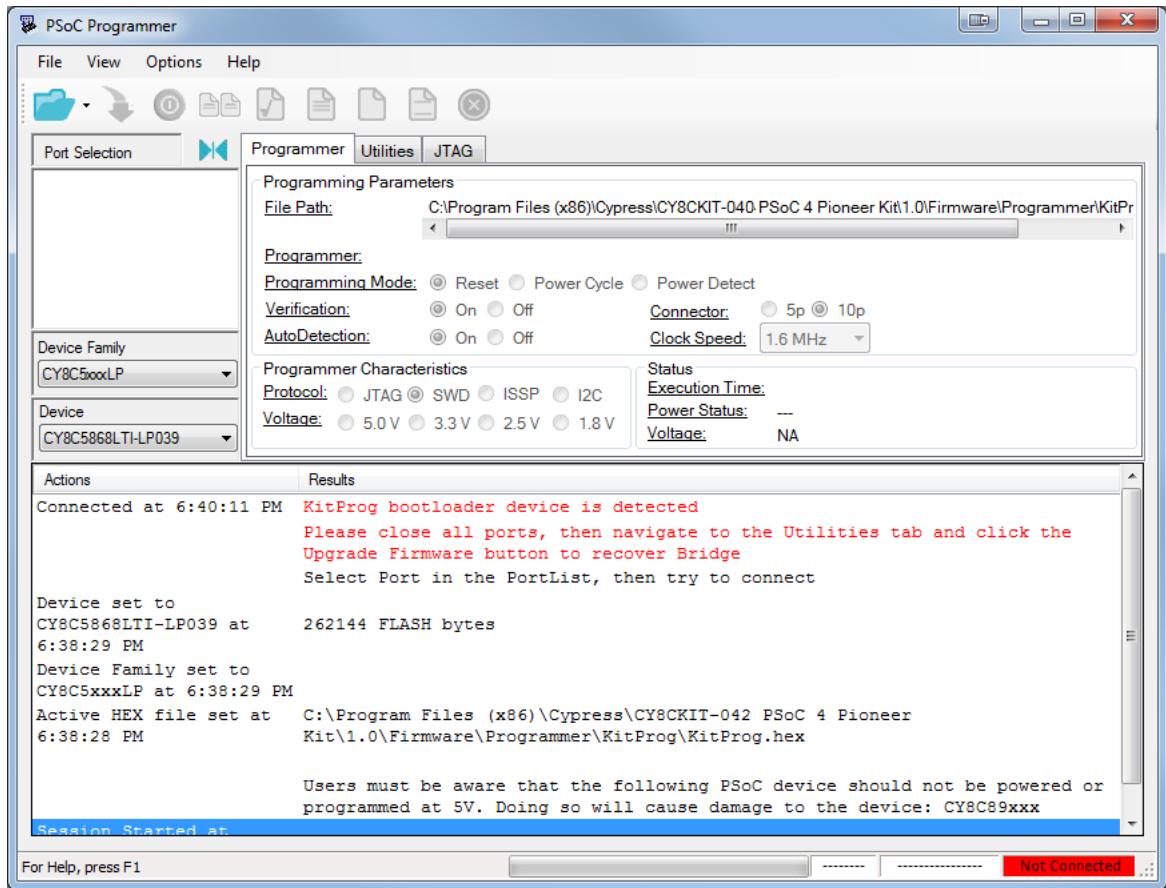 PSoC Programmer
File View Options Help
Port Selection
Programmer Utilities JTAG
Programming Parameters
File Path: C:\Program Files (x86)\Cypress\CY8CKIT-040 PSoC 4 Pioneer Kit\1.0\Firmware\Programmer\KitPr
Programmer:
Programming Mode: Reset Power Cycle Power Detect
Verification: On Off Connector: 5p 10p
AutoDetection: On Off Clock Speed: 1.6 MHz
Device Family
CY8C5xxxLP
Device
CY8C5868LTI-LP039
Programmer Characteristics
Protocol: JTAG SWD ISSP I2C
Voltage: 5.0 V 3.3 V 2.5 V 1.8 V
Status
Execution Time:
Power Status: ---
Voltage: NA
Actions Results
Connected at 6:40:11 PM KitProg bootloader device is detected
Please close all ports, then navigate to the Utilities tab and click the
Upgrade Firmware button to recover Bridge
Select Port in the PortList, then try to connect
Device set to
CY8C5868LTI-LP039 at 262144 FLASH bytes
6:38:29 PM
Device Family set to
CY8C5xxxLP at 6:38:29 PM
Active HEX file set at C:\Program Files (x86)\Cypress\CY8CKIT-042 PSoC 4 Pioneer
6:38:28 PM Kit\1.0\Firmware\Programmer\KitProg\KitProg.hex
Users must be aware that the following PSoC device should not be powered or
programmed at 5V. Doing so will cause damage to the device: CY8C89xxx
Session Started at
For Help, press F1 -------- ---------------- Not Connected